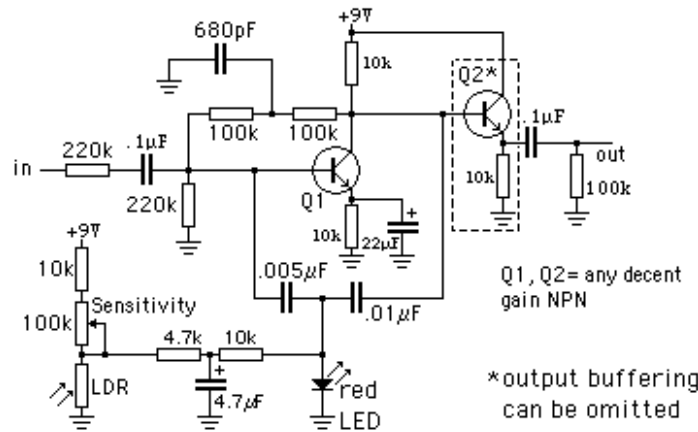 +9V
680pF
10k
Q2*
100k
100k
.1µF
.1µF
in
220k
out
Q1
10k
220k
100k
10k
22µF
+
+9V
.005µF
Q1, Q2= any decent
gain NPN
10k
.01µF
Sensitivity
100k
4.7k
10k
+
LDR
4.7µF
red
LED
*output buffering
can be omitted